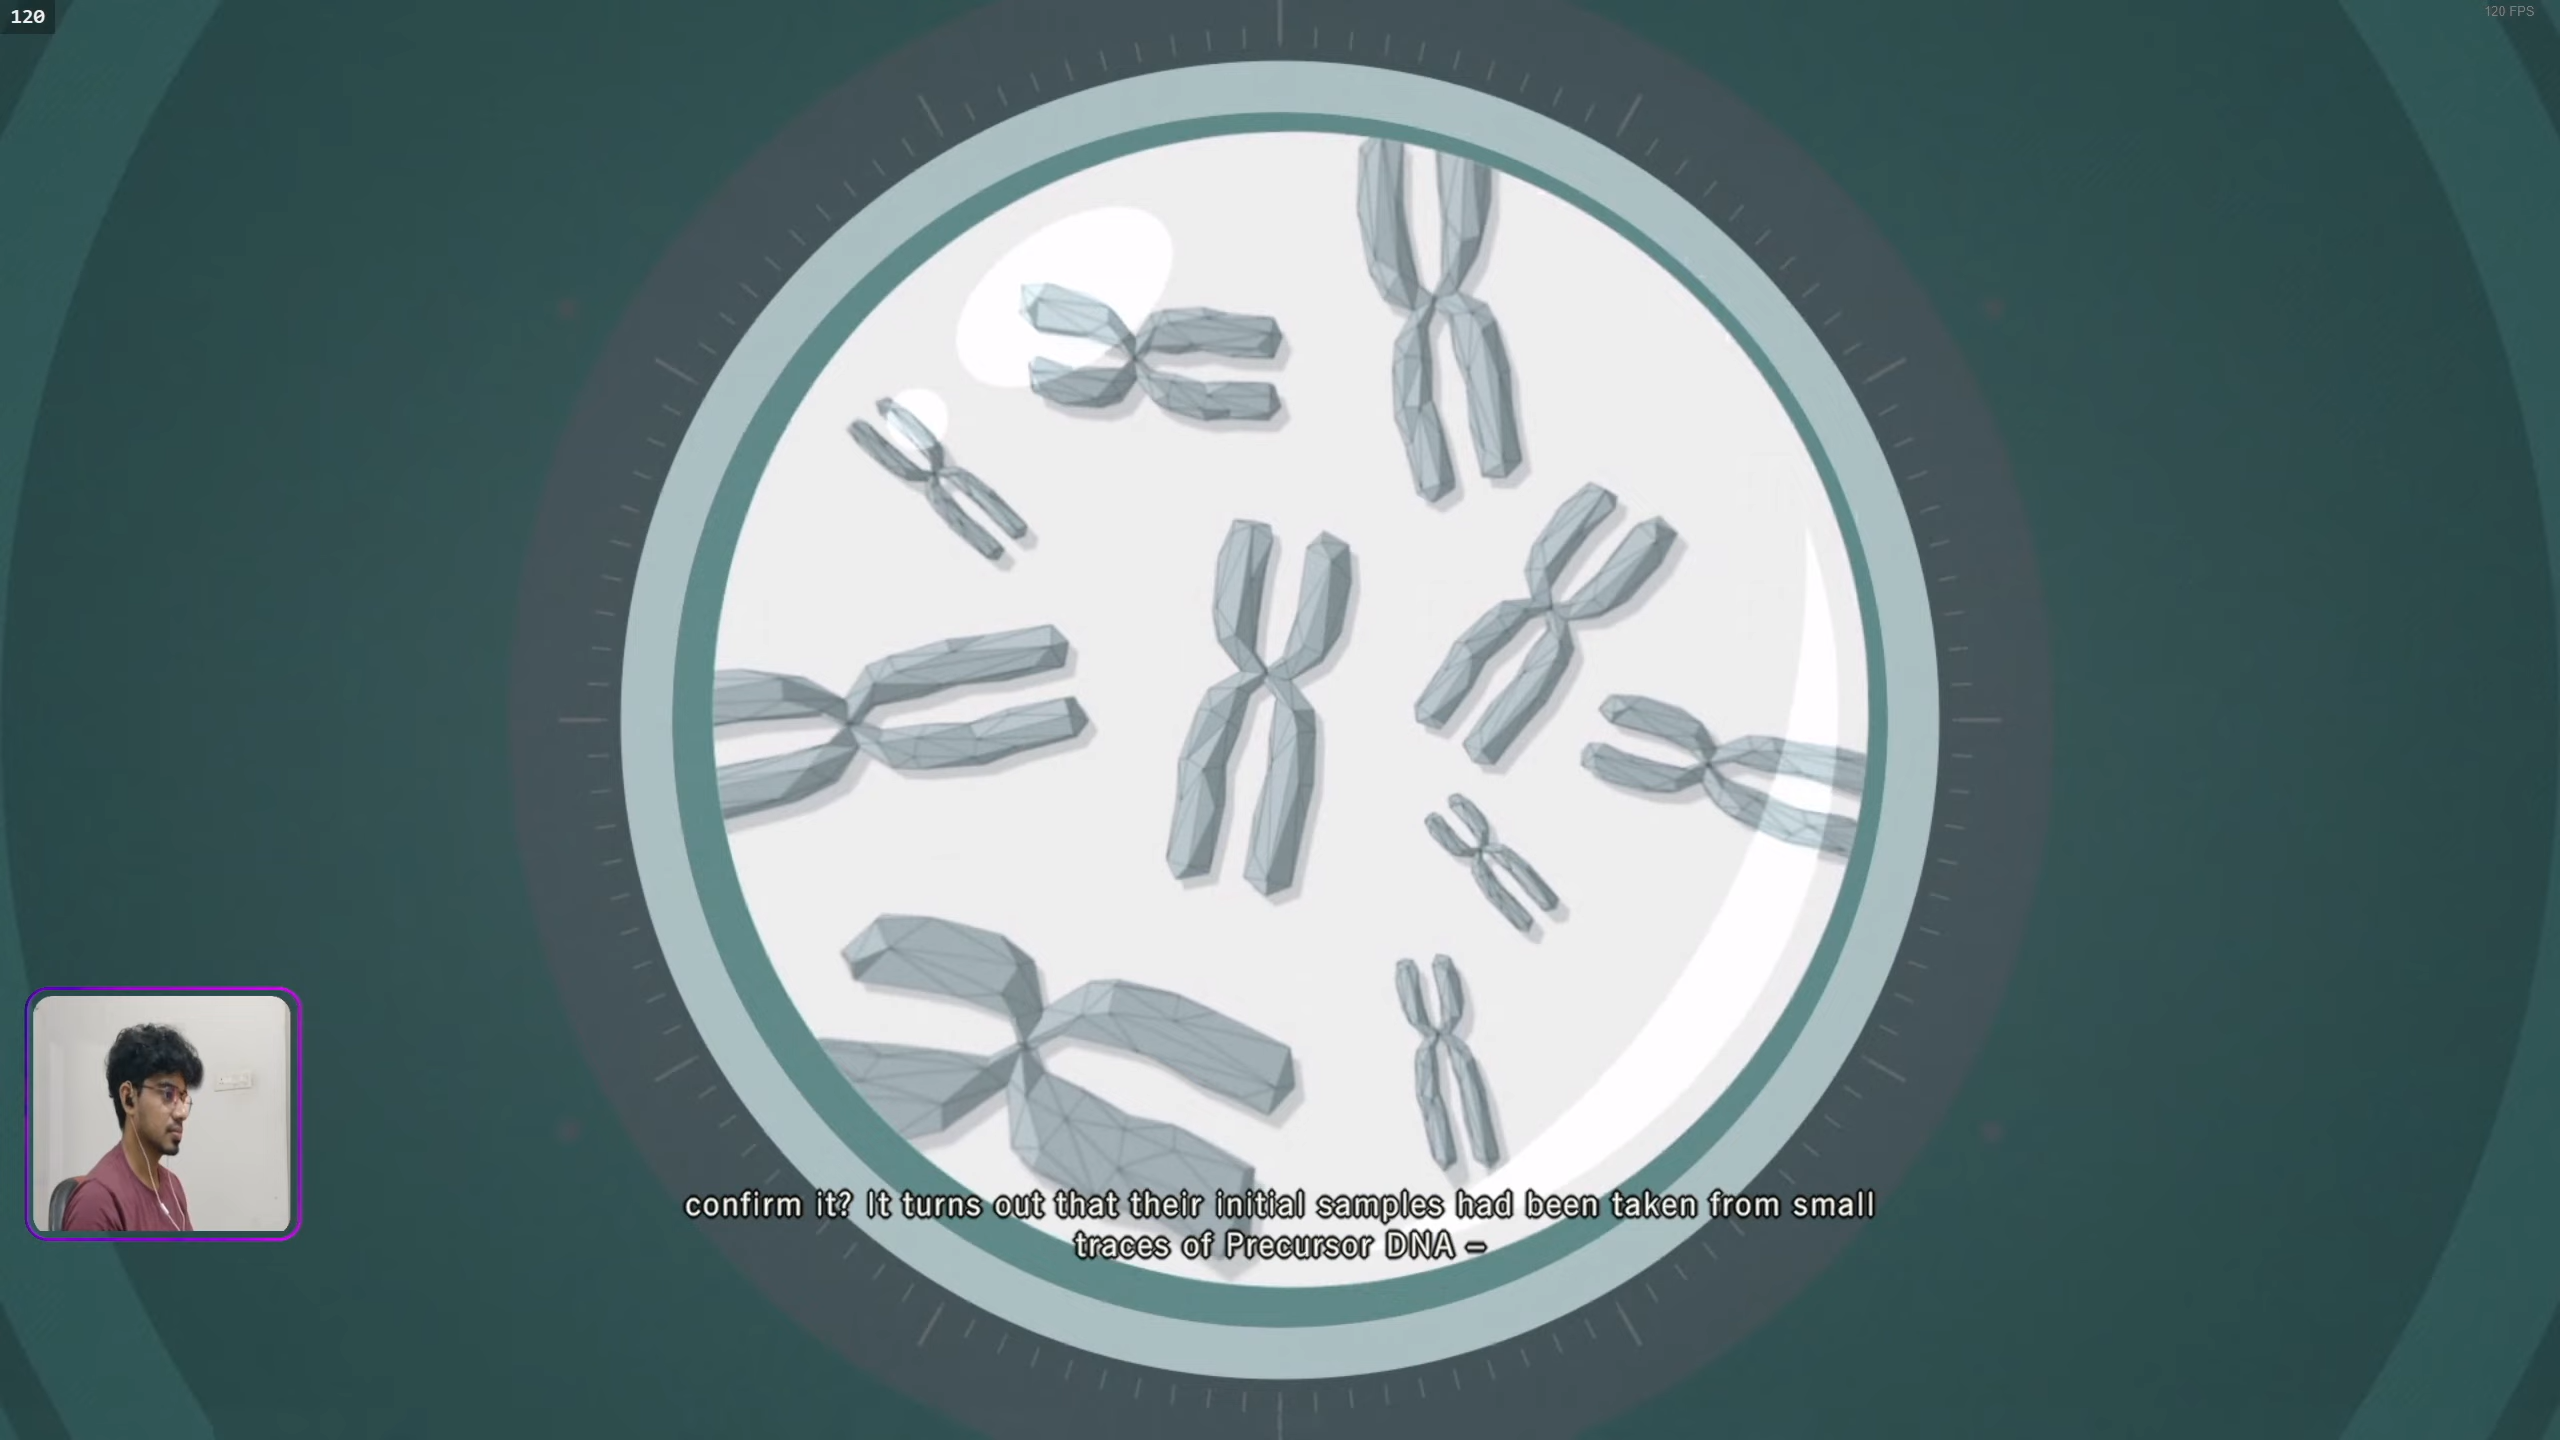 120
120 FPS
confirm it? It turns out that their initial samples had been taken from small
traces of Precursor DNA –